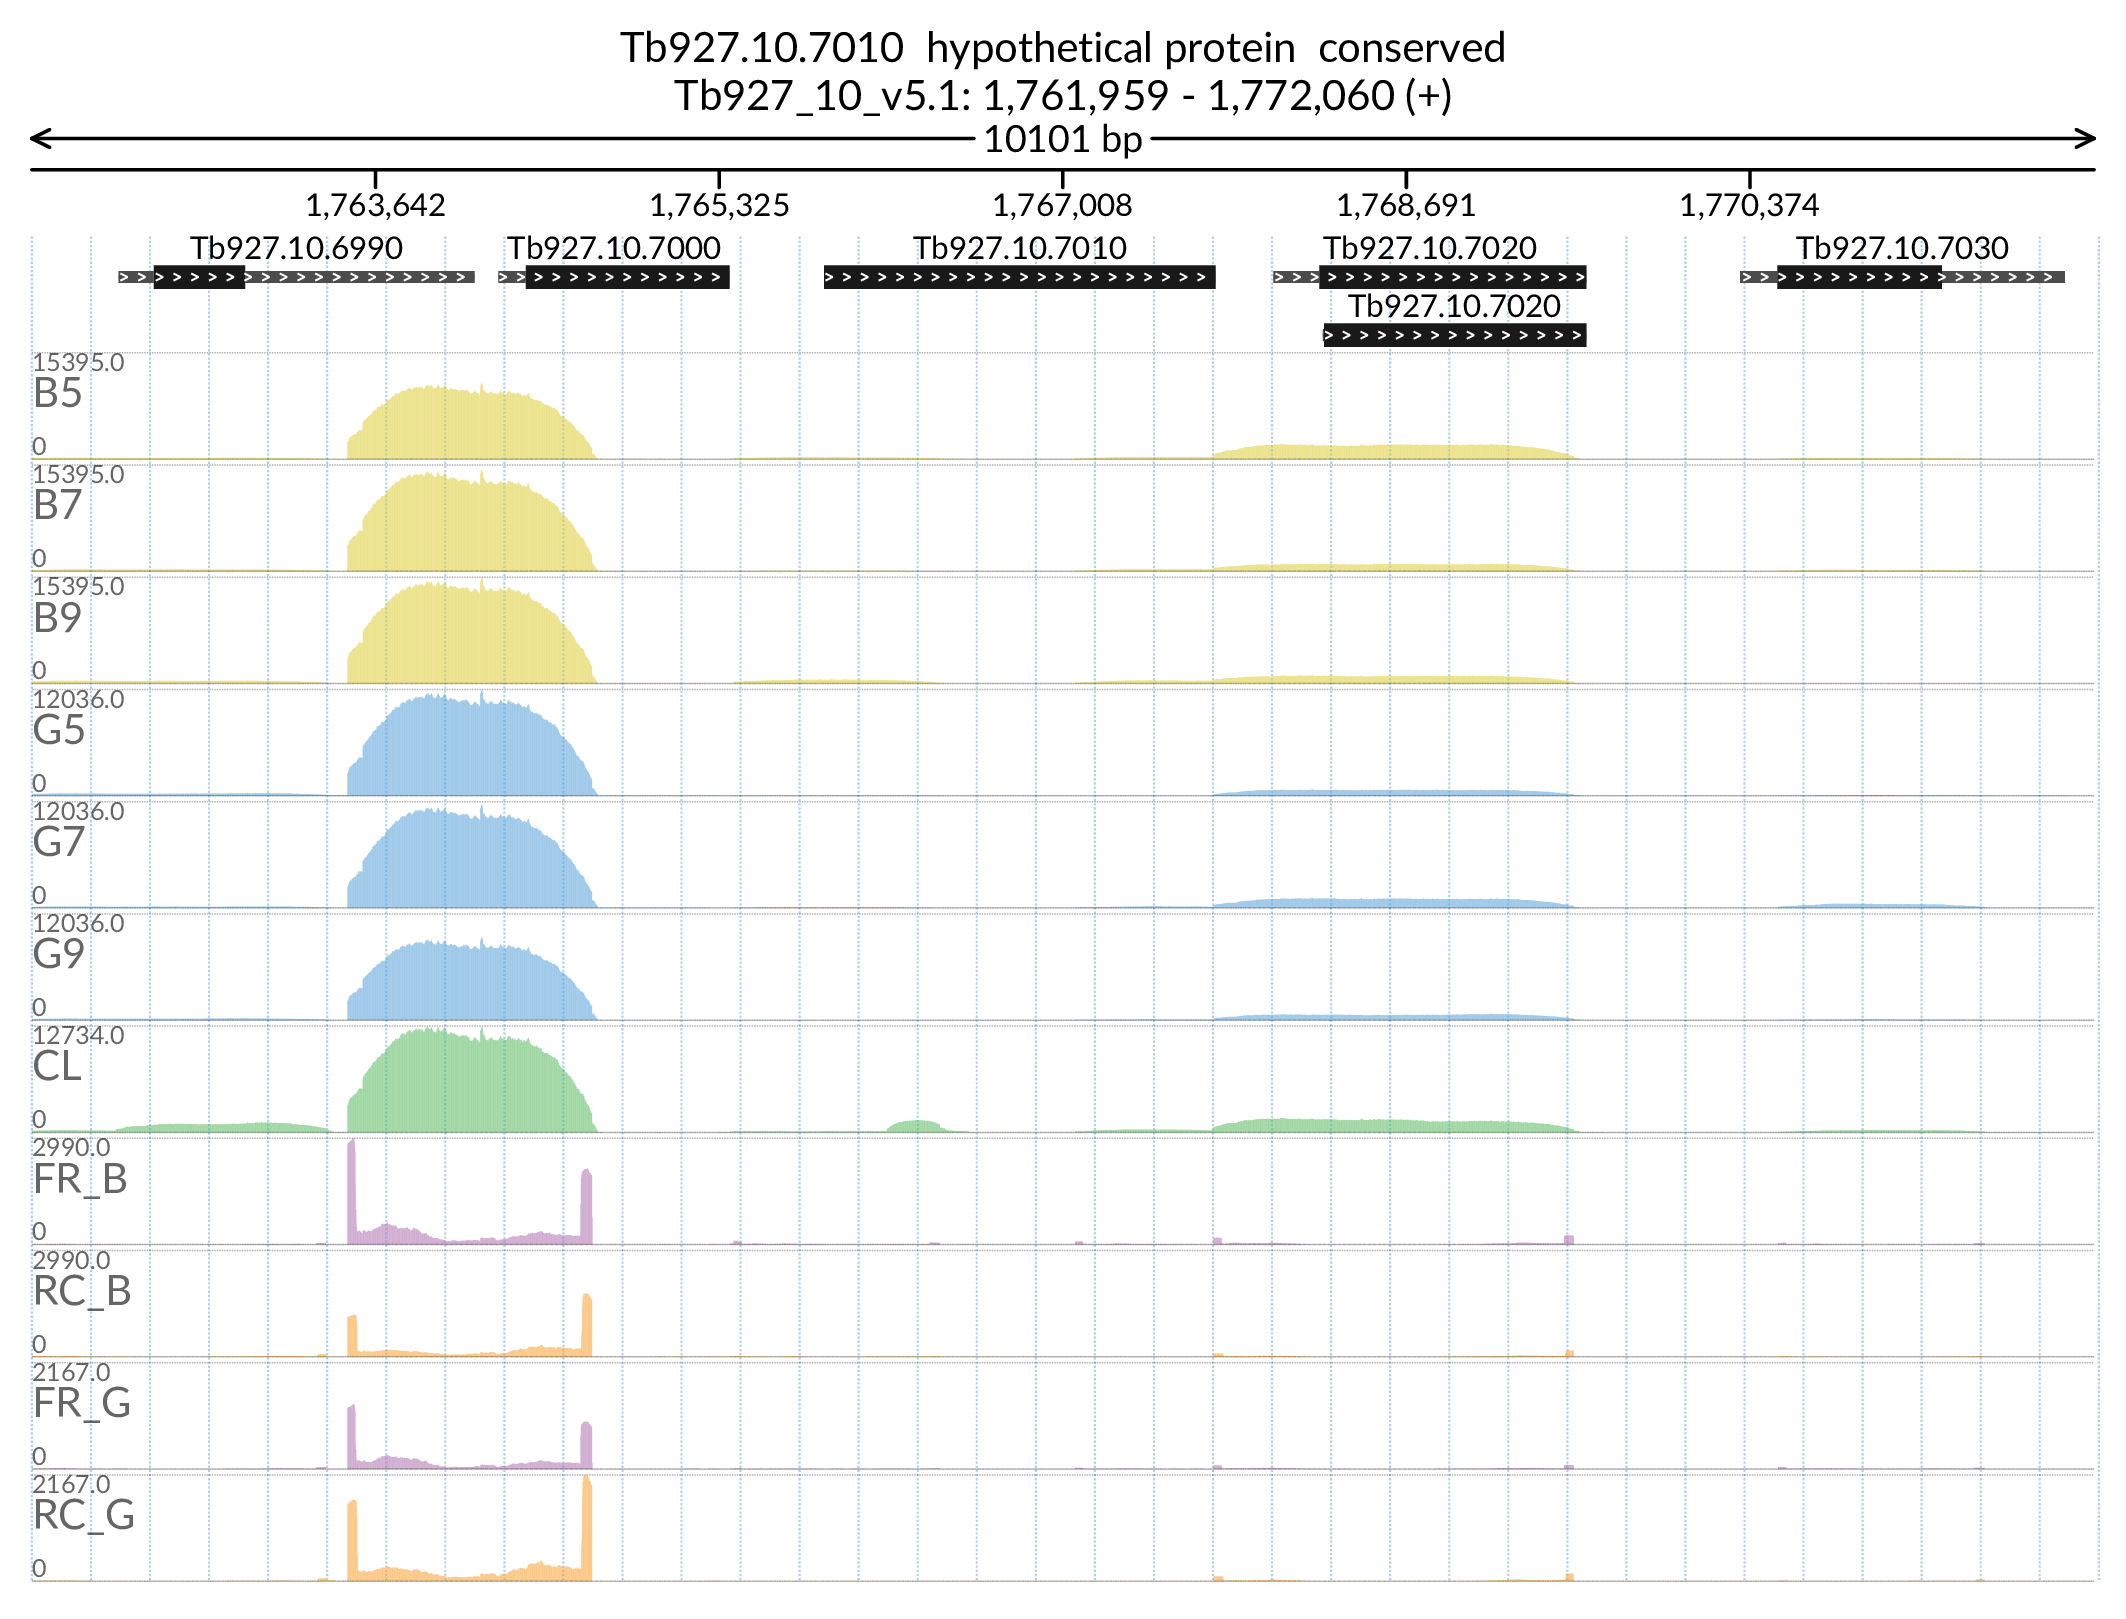 Tb927.10.7010 hypothetical protein conserved
Tb927_10_v5.1: 1,761,959 - 1,772,060 (+)
10101 bp
1,763,642 1,765,325 1,767,008 1,768,691 1,770,374
Tb927.10.6990 Tb927.10.7000 Tb927.10.7010 Tb927.10.7020 Tb927.10.7030
Tb927.10.7020
15395.0
B5
0
15395.0
B7
0
15395.0
B9
0
12036.0
G5
0
12036.0
G7
0
12036.0
G9
0
12734.0
CL
0
2990.0
FR_B
0
2990.0
RC_B
0
2167.0
FR_G
0
2167.0
RC_G
0